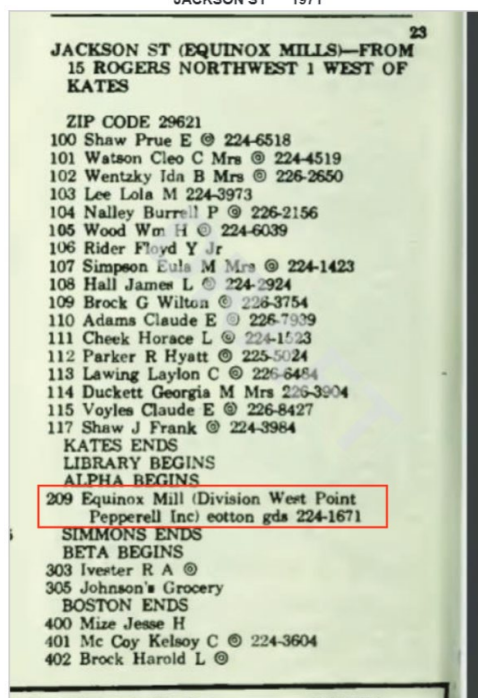 JACKSON ST 1971
23
JACKSON ST (EQUINOX MILLS)—FROM
15 ROGERS NORTHWEST 1 WEST OF
KATES
ZIP CODE 29621
100 Shaw Prue E ◎ 224-6518
101 Watson Cleo C Mrs ◎ 224-4519
102 Wentzky Ida B Mrs ◎ 226-2650
103 Lee Lola M 224-3973
104 Nalley Burrell P ◎ 226-2156
105 Wood Wm H ◎ 224-6039
106 Rider Floyd Y Jr
107 Simpson Eula M Mrs ◎ 224-1423
108 Hall James L ◎ 224-2924
109 Brock G Wilton ◎ 226-3754
110 Adams Claude E ◎ 226-7939
111 Cheek Horace L ◎ 224-1523
112 Parker R Hyatt ◎ 225-5024
113 Lawing Laylon C ◎ 226-6484
114 Duckett Georgia M Mrs 226-3904
115 Voyles Claude E ◎ 226-8427
117 Shaw J Frank ◎ 224-3984
KATES ENDS
LIBRARY BEGINS
ALPHA BEGINS
209 Equinox Mill (Division West Point
Pepperell Inc) eotton gds 224-1671
SIMMONS ENDS
BETA BEGINS
303 Ivester R A ◎
305 Johnson's Grocery
BOSTON ENDS
400 Mize Jesse H
401 Mc Coy Kelsoy C ◎ 224-3604
402 Brock Harold L ◎